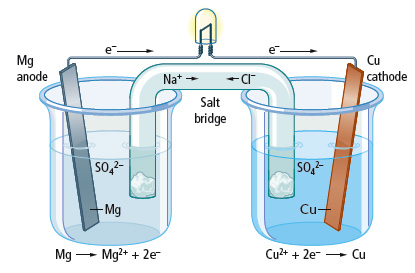 e⁻ → e⁻ →
Mg
anode
Cu
cathode
Na⁺ → ← Cl⁻
Salt
bridge
SO₄²⁻ SO₄²⁻
Mg Cu
Mg → Mg²⁺ + 2e⁻ Cu²⁺ + 2e⁻ → Cu